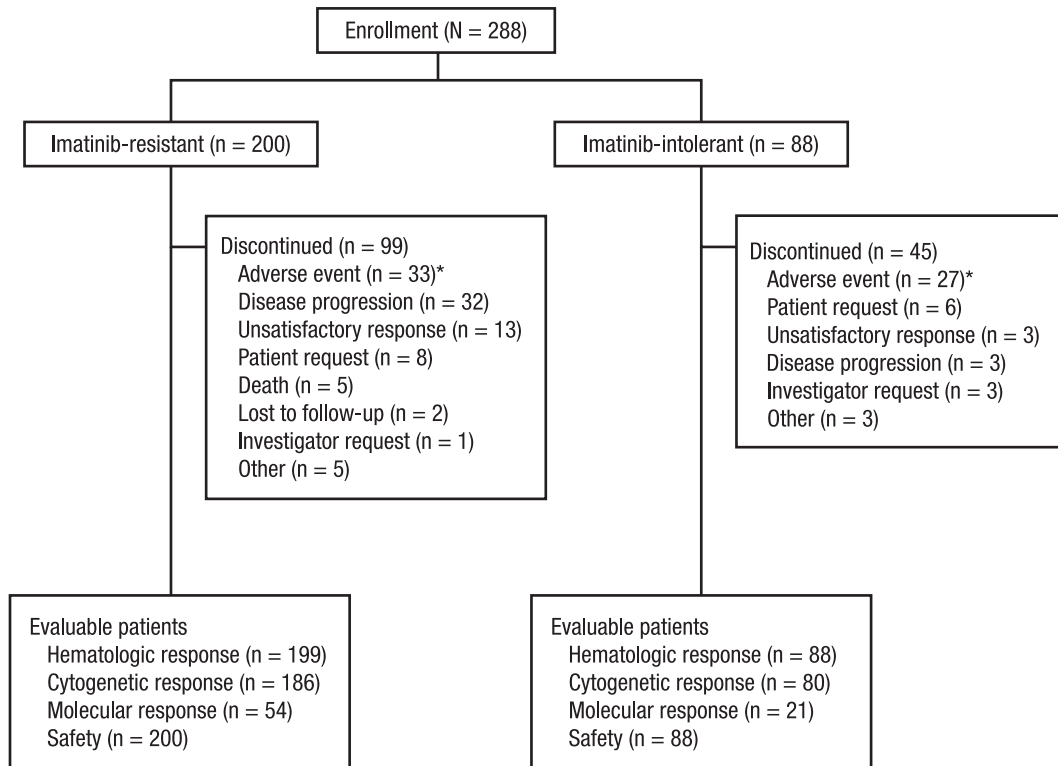 Enrollment (N = 288)
Imatinib-resistant (n = 200)
Imatinib-intolerant (n = 88)
Discontinued (n = 99)
Adverse event (n = 33)*
Disease progression (n = 32)
Unsatisfactory response (n = 13)
Patient request (n = 8)
Death (n = 5)
Lost to follow-up (n = 2)
Investigator request (n = 1)
Other (n = 5)
Discontinued (n = 45)
Adverse event (n = 27)*
Patient request (n = 6)
Unsatisfactory response (n = 3)
Disease progression (n = 3)
Investigator request (n = 3)
Other (n = 3)
Evaluable patients
Hematologic response (n = 199)
Cytogenetic response (n = 186)
Molecular response (n = 54)
Safety (n = 200)
Evaluable patients
Hematologic response (n = 88)
Cytogenetic response (n = 80)
Molecular response (n = 21)
Safety (n = 88)